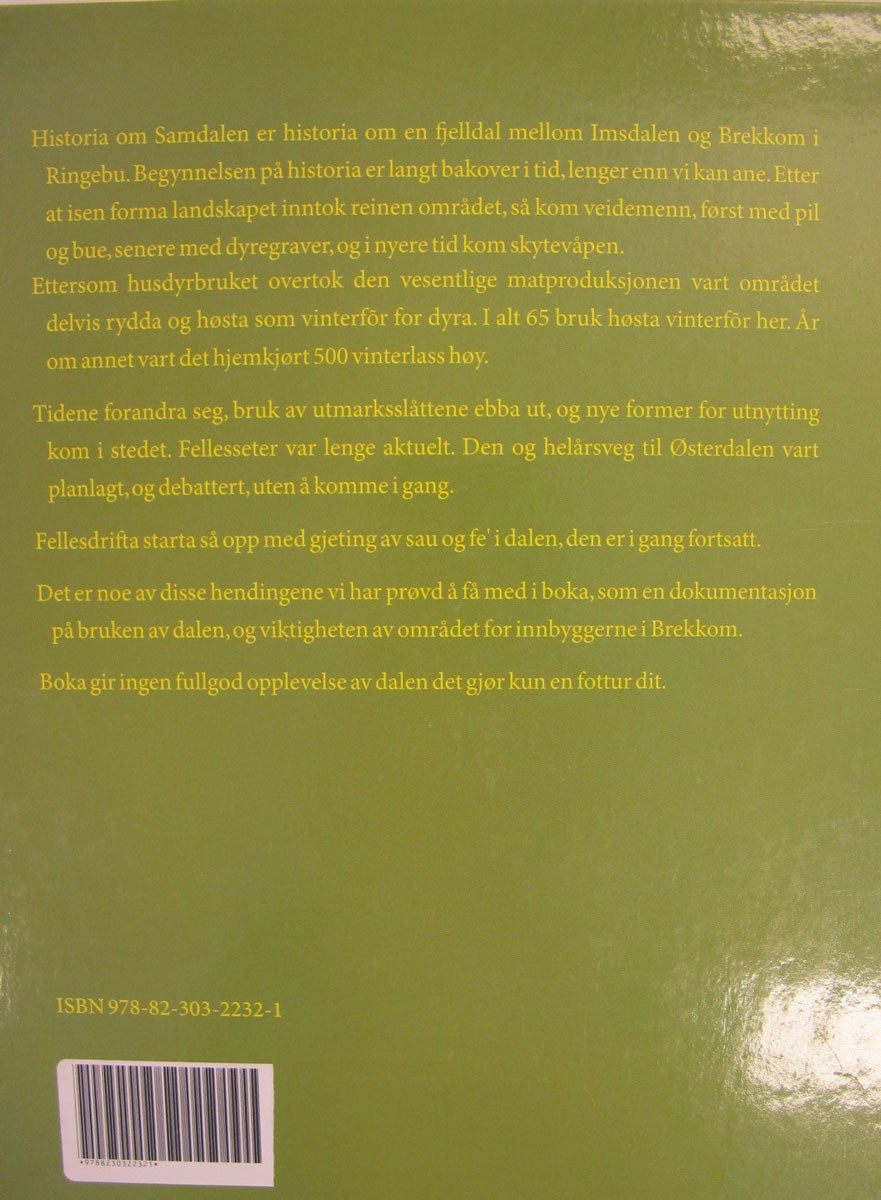 Historia om Samdalen er historia om en fjelldal mellom Imsdalen og Brekkom i
Ringebu. Begynnelsen på historia er langt bakover i tid, lenger enn vi kan ane. Etter
at isen forma landskapet inntok reinen området, så kom veidemenn, først med pil
og bue, senere med dyregraver, og i nyere tid kom skytevåpen.
Ettersom husdyrbruket overtok den vesentlige matproduksjonen vart området
delvis rydda og høsta som vinterfõr for dyra. I alt 65 bruk høsta vinterfõr her. År
om annet vart det hjemkjørt 500 vinterlass høy.
Tidene forandra seg, bruk av utmarksslåttene ebba ut, og nye former for utnytting
kom i stedet. Fellesseter var lenge aktuelt. Den og helårsveg til Østerdalen vart
planlagt, og debattert, uten å komme i gang.
Fellesdrifta starta så opp med gjeting av sau og fe' i dalen, den er i gang fortsatt.
Det er noe av disse hendingene vi har prøvd å få med i boka, som en dokumentasjon
på bruken av dalen, og viktigheten av området for innbyggerne i Brekkom.
Boka gir ingen fullgod opplevelse av dalen det gjør kun en fottur dit.
ISBN 978-82-303-2232-1
*9788230322321*